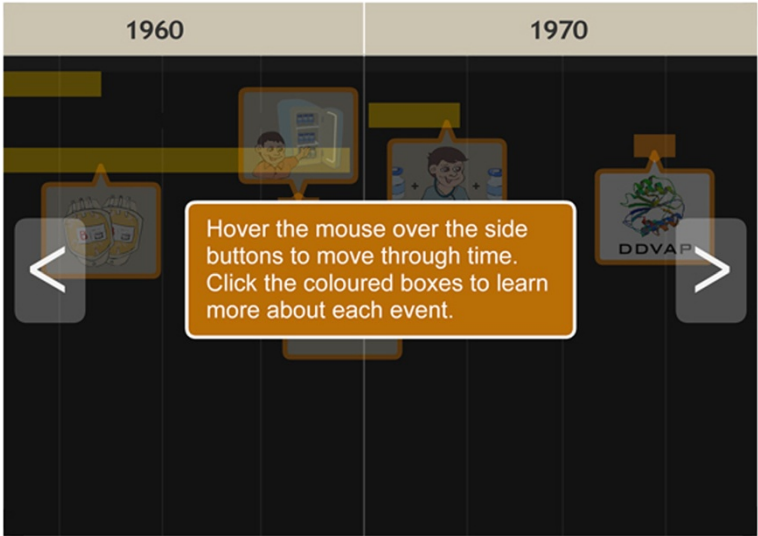 1960 1970
Hover the mouse over the side
buttons to move through time.
Click the coloured boxes to learn
more about each event.
DDVAP
< >